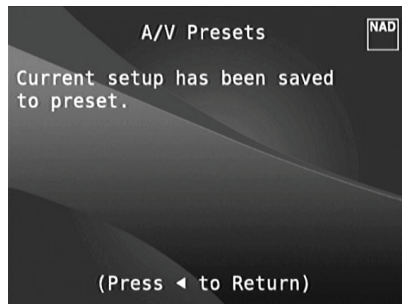 A/V Presets
NAD
Current setup has been saved
to preset.
(Press ◀ to Return)